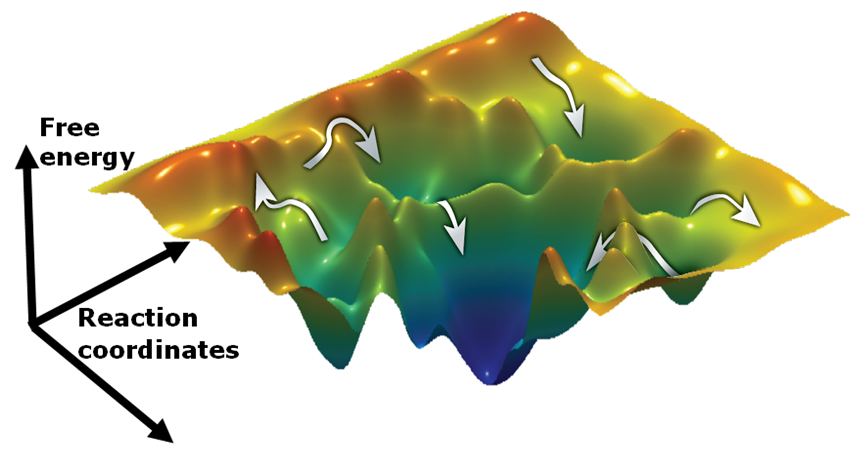 Free
energy
Reaction
coordinates